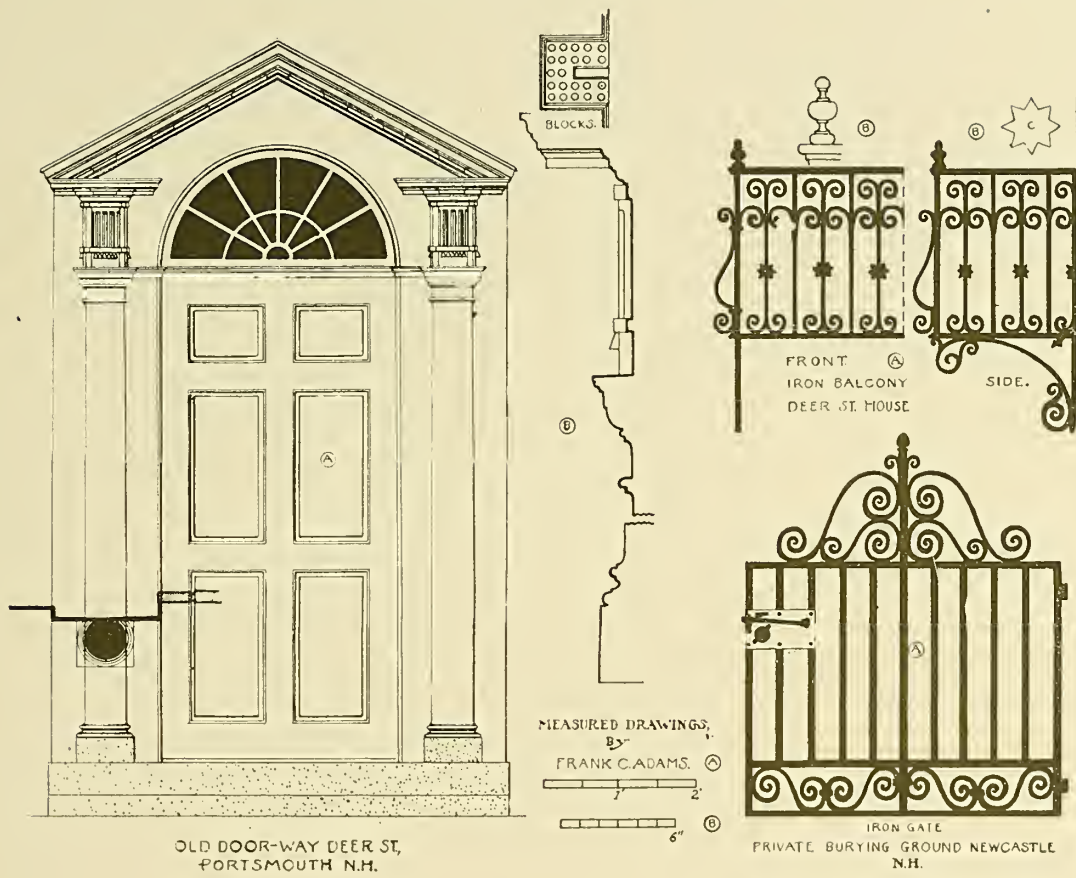 BLOCKS.
B
B
C
A
B
FRONT. A
IRON BALCONY
DEER ST. HOUSE
SIDE.
A
MEASURED DRAWINGS,
By
FRANK C. ADAMS. A
1' 2'
6" B
OLD DOOR-WAY DEER ST,
PORTSMOUTH N.H.
IRON GATE
PRIVATE BURYING GROUND NEWCASTLE
N.H.